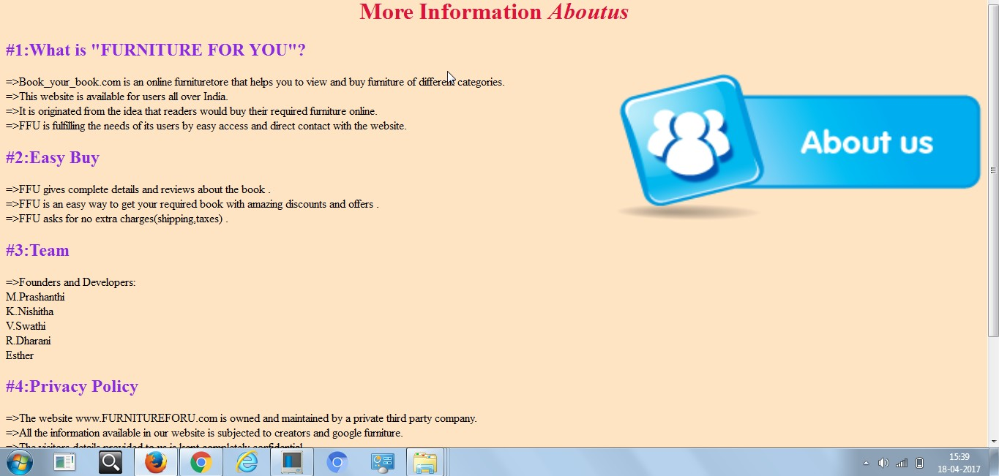 More Information Aboutus
#1:What is "FURNITURE FOR YOU"?
=>Book_your_book.com is an online furnituretore that helps you to view and buy furniture of different categories.
=>This website is available for users all over India.
=>It is originated from the idea that readers would buy their required furniture online.
=>FFU is fulfilling the needs of its users by easy access and direct contact with the website.
About us
#2:Easy Buy
=>FFU gives complete details and reviews about the book .
=>FFU is an easy way to get your required book with amazing discounts and offers .
=>FFU asks for no extra charges(shipping,taxes) .
#3:Team
=>Founders and Developers:
M.Prashanthi
K.Nishitha
V.Swathi
R.Dharani
Esther
#4:Privacy Policy
=>The website www.FURNITUREFORU.com is owned and maintained by a private third party company.
=>All the information available in our website is subjected to creators and google furniture.
=>The visitors details provided to us is kept completely confidential
15:39
18-04-2017